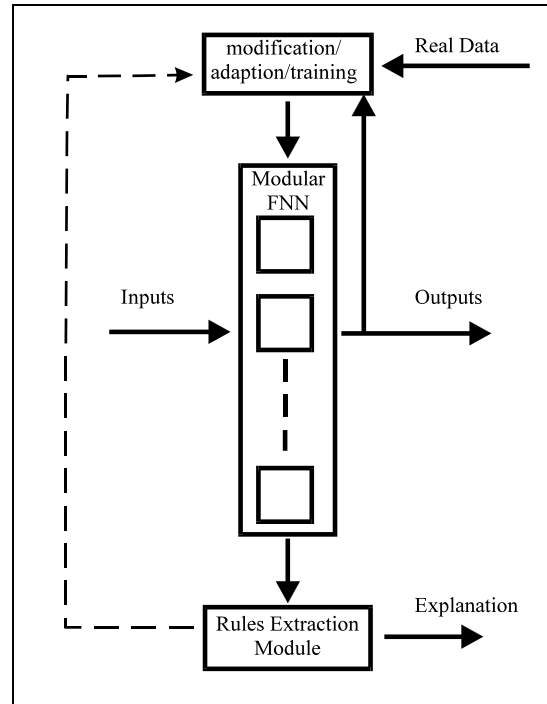 modification/
adaption/training
Real Data
Modular
FNN
Inputs
Outputs
Explanation
Rules Extraction
Module